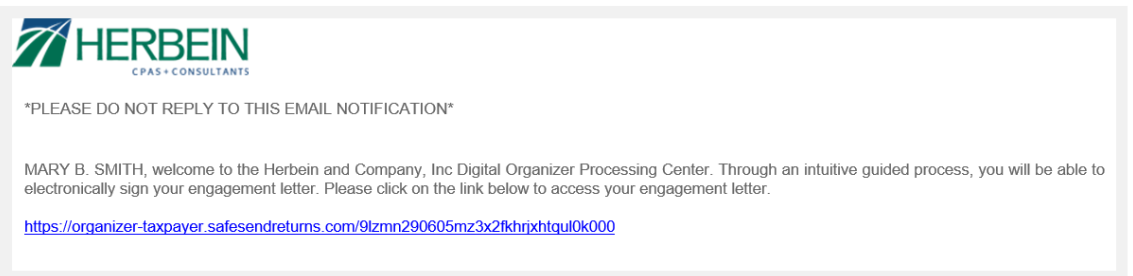 HERBEIN
CPAS+CONSULTANTS
*PLEASE DO NOT REPLY TO THIS EMAIL NOTIFICATION*
MARY B. SMITH, welcome to the Herbein and Company, Inc Digital Organizer Processing Center. Through an intuitive guided process, you will be able to
electronically sign your engagement letter. Please click on the link below to access your engagement letter.
https://organizer-taxpayer.safesendreturns.com/9lzmn290605mz3x2fkhrjxhtqul0k000